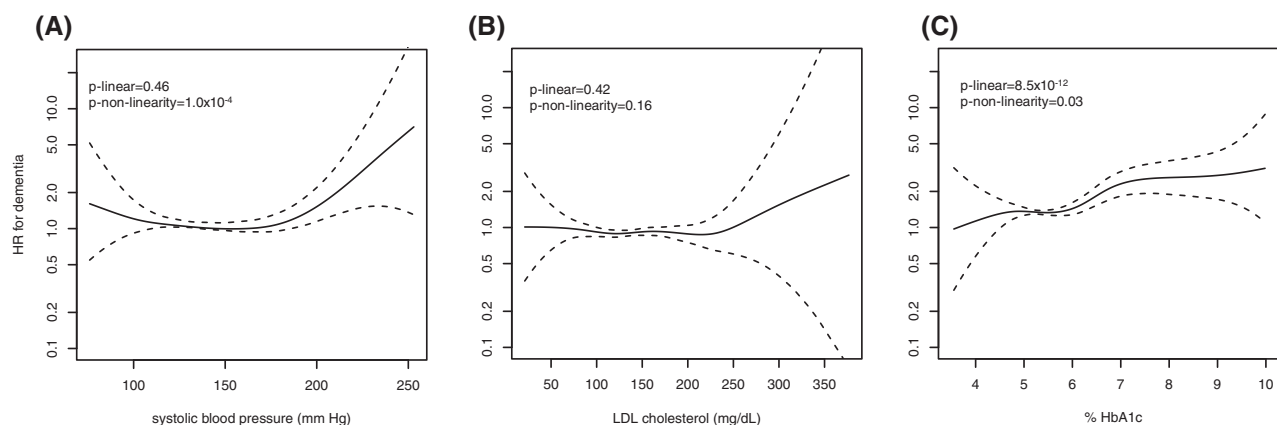 (A)
p-linear=0.46
p-non-linearity=1.0x10⁻⁴
HR for dementia
10.0
5.0
2.0
1.0
0.5
0.2
0.1
100 150 200 250
systolic blood pressure (mm Hg)
(B)
p-linear=0.42
p-non-linearity=0.16
10.0
5.0
2.0
1.0
0.5
0.2
0.1
50 100 150 200 250 300 350
LDL cholesterol (mg/dL)
(C)
p-linear=8.5x10⁻¹²
p-non-linearity=0.03
10.0
5.0
2.0
1.0
0.5
0.2
0.1
4 5 6 7 8 9 10
% HbA1c